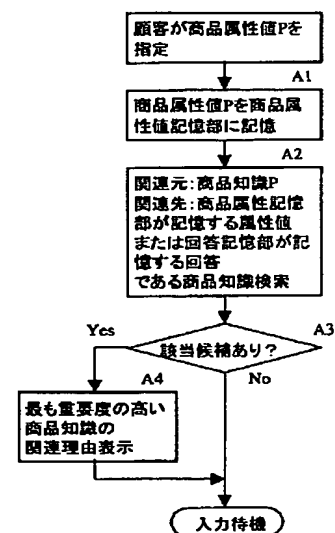 顧客が商品属性値Pを
指定
A1
商品属性値Pを商品属
性値記憶部に記憶
A2
関連元:商品知識P
関連先:商品属性記憶
部が記憶する属性値
または回答記憶部が記
憶する回答
である商品知識検索
Yes
A3
該当候補あり?
A4
No
最も重要度の高い
商品知識の
関連理由表示
入力待機